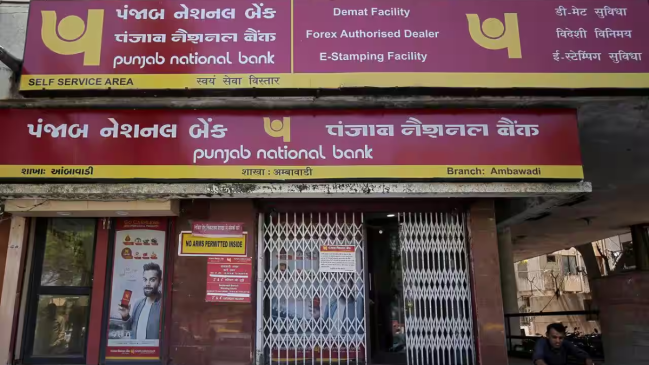 પંજાબ નેશનલ બેંક
पंजाब नैशनल बैंक
punjab national bank
Demat Facility
Forex Authorised Dealer
E-Stamping Facility
डी-मेट सुविधा
विदेशी विनिमय
ई-स्टेम्पिंग सुविधा
SELF SERVICE AREA
स्वयं सेवा विस्तार
પંજાબ નેશનલ બેંક
पंजाब नैशनल बैंक
punjab national bank
શાખાઃ આંબાવાડી
शाखा : अम्बावाडी
Branch: Ambawadi
NO ARMS PERMITTED INSIDE